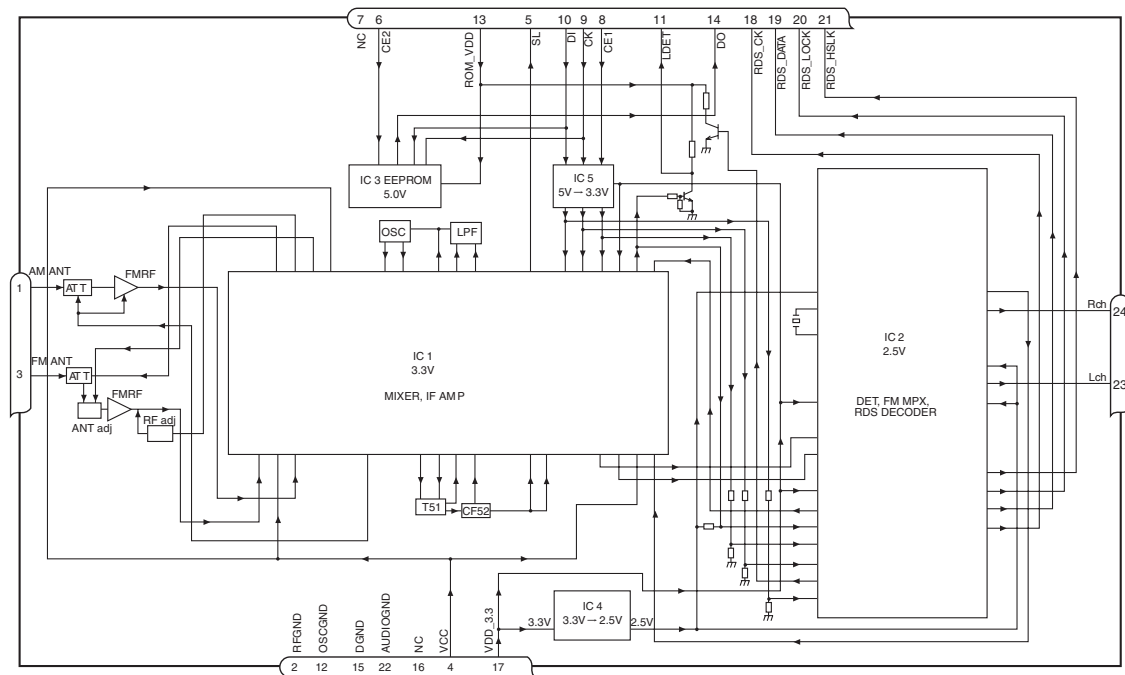 7 6 13 5 10 9 8 11 14 18 19 20 21
NC
CE2
ROM_VDD
SL
DI
CK
CE1
LDET
DO
RDS_CK
RDS_DATA
RDS_LOCK
RDS_HSLK
IC 3 EEPROM
5.0V
IC 5
5V→3.3V
OSC
LPF
1
AM ANT
ATT
FMRF
3
FM ANT
ATT
FMRF
ANT adj
RF adj
IC 1
3.3V
MIXER, IF AMP
IC 2
2.5V
DET, FM MPX,
RDS DECODER
Rch
24
Lch
23
T51
CF52
IC 4
3.3V→2.5V
3.3V
2.5V
RFGND
OSCGND
DGND
AUDIOGND
NC
VCC
VDD_3.3
2 12 15 22 16 4 17